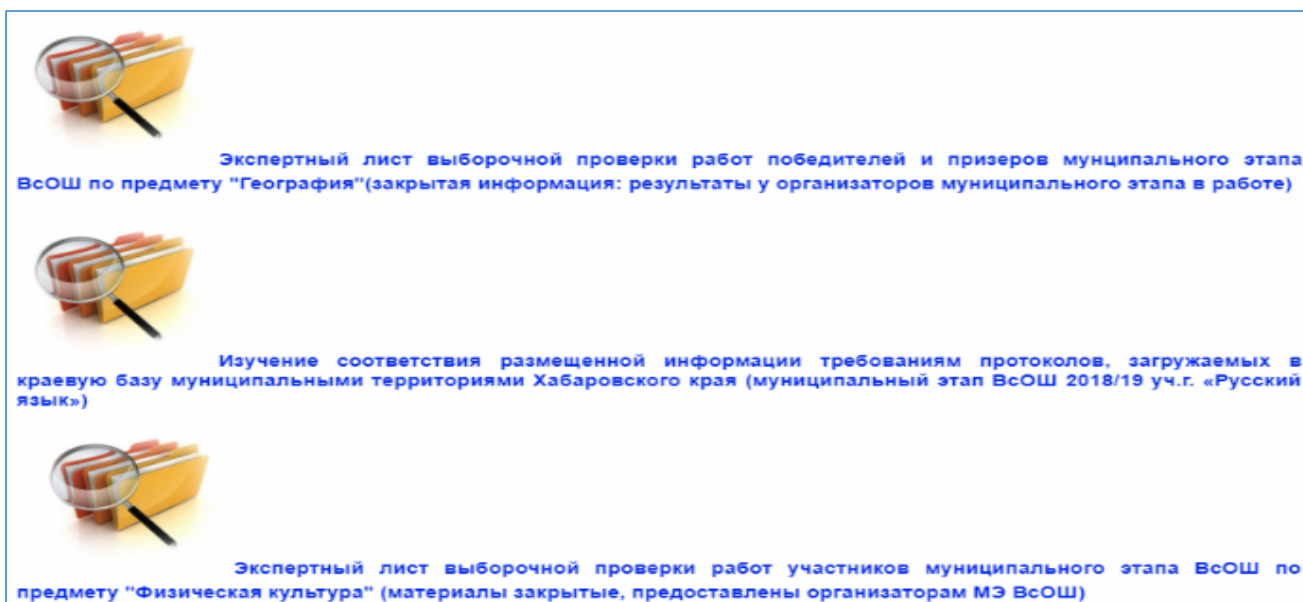 Экспертный лист выборочной проверки работ победителей и призеров мунципального этапа
ВсОШ по предмету "География"(закрытая информация: результаты у организаторов муниципального этапа в работе)
Изучение соответствия размещенной информации требованиям протоколов, загружаемых в
краевую базу муниципальными территориями Хабаровского края (муниципальный этап ВсОШ 2018/19 уч.г. «Русский
язык»)
Экспертный лист выборочной проверки работ участников муниципального этапа ВсОШ по
предмету "Физическая культура" (материалы закрытые, предоставлены организаторам МЭ ВсОШ)